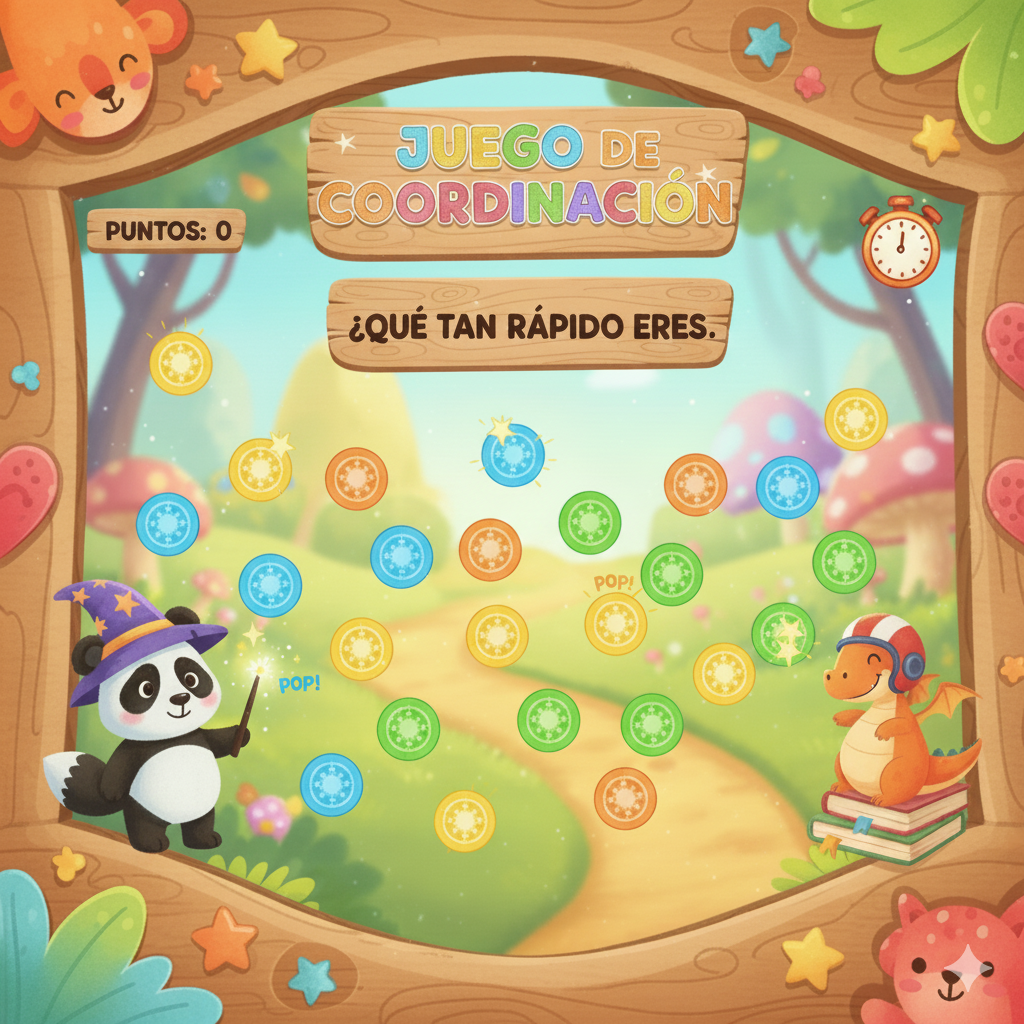 JUEGO DE
COORDINACIÓN
PUNTOS: 0
¿QUÉ TAN RÁPIDO ERES.
POP!
POP!